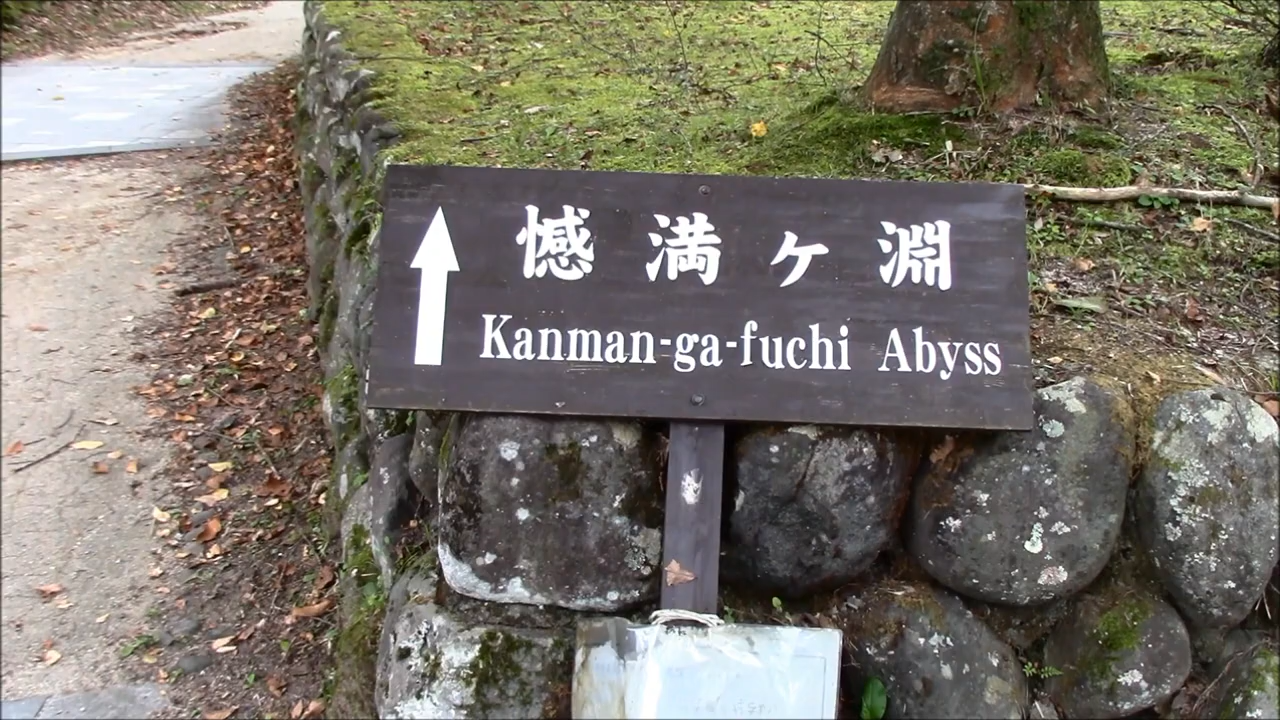 憾満ヶ淵
Kanman-ga-fuchi Abyss